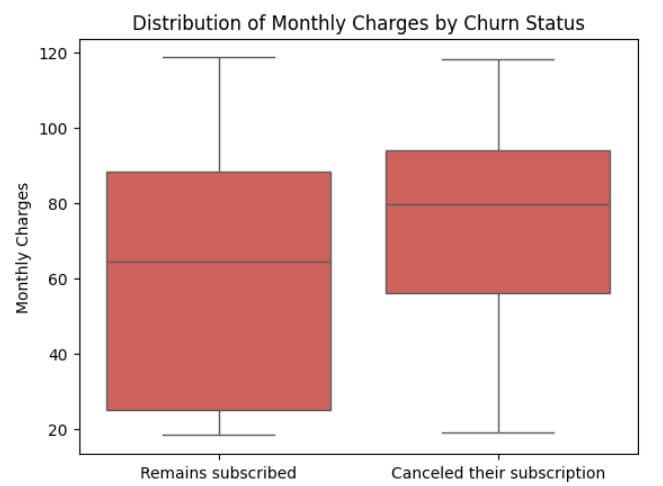 Distribution of Monthly Charges by Churn Status
Monthly Charges
120
100
80
60
40
20
Remains subscribed
Canceled their subscription